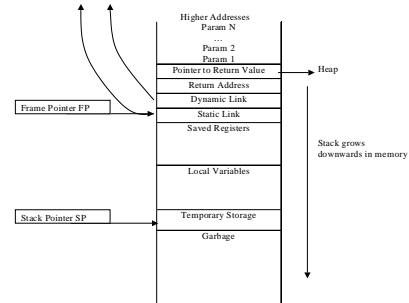 Higher Addresses
Param N
...
Param 2
Param 1
Pointer to Return Value
Heap
Return Address
Dynamic Link
Frame Pointer FP
Static Link
Saved Registers
Stack grows
downwards in memory
Local Variables
Stack Pointer SP
Temporary Storage
Garbage